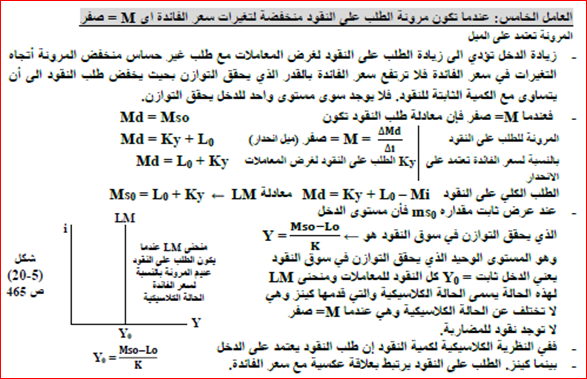 العامل الخامس: عندما تكون مرونة الطلب على النقود منخفضة لتغيرات سعر الفائدة اي M = صفر
المرونة تعتمد على الميل
- زيادة الدخل تؤدي الى زيادة الطلب على النقود لغرض المعاملات مع طلب غير حساس منخفض المرونة أتجاه
التغيرات في سعر الفائدة فلا ترتفع سعر الفائدة بالقدر الذي يحقق التوازن بحيث يخفض طلب النقود الى أن
يتساوى مع الكمية الثابتة للنقود. فلا يوجد سوى مستوى واحد للدخل يحقق التوازن.
- فعندما M= صفر فإن معادلة طلب النقود تكون Md = Mso
المرونة للطلب على النقود M = ΔMd/Δi = صفر (ميل انحدار) Md = Ky + L0
بالنسبة لسعر الفائدة تعتمد على Ky الطلب على النقود لغرض المعاملات Md = L0 + Ky
الانحدار
الطلب الكلي على النقود Md = Ky + L0 – Mi معادلة LM ← Ms0 = L0 + Ky
- عند عرض ثابت مقداره ms0 فأن مستوى الدخل
الذي يحقق التوازن في سوق النقود هو ← Y = Mso−Lo/K
وهو المستوى الوحيد الذي يحقق التوازن في سوق النقود
يعني الدخل ثابت = Y0 كل النقود للمعاملات ومنحنى LM
لهذه الحالة يسمى الحالة الكلاسيكية والتي قدمها كينز وهي
لا تختلف عن الحالة الكلاسيكية وهي عندما M= صفر
لا توجد نقود للمضاربة.
- ففي النظرية الكلاسيكية لكمية النقود إن طلب النقود يعتمد على الدخل
- بينما كينز. الطلب على النقود يرتبط بعلاقة عكسية مع سعر الفائدة.
i
LM
منحنى LM عندما
يكون الطلب على النقود
عديم المرونة بالنسبة
لسعر الفائدة
الحالة الكلاسيكية
Y
Y0
Y0 = Mso−Lo/K
شكل
(20-5)
ص 465